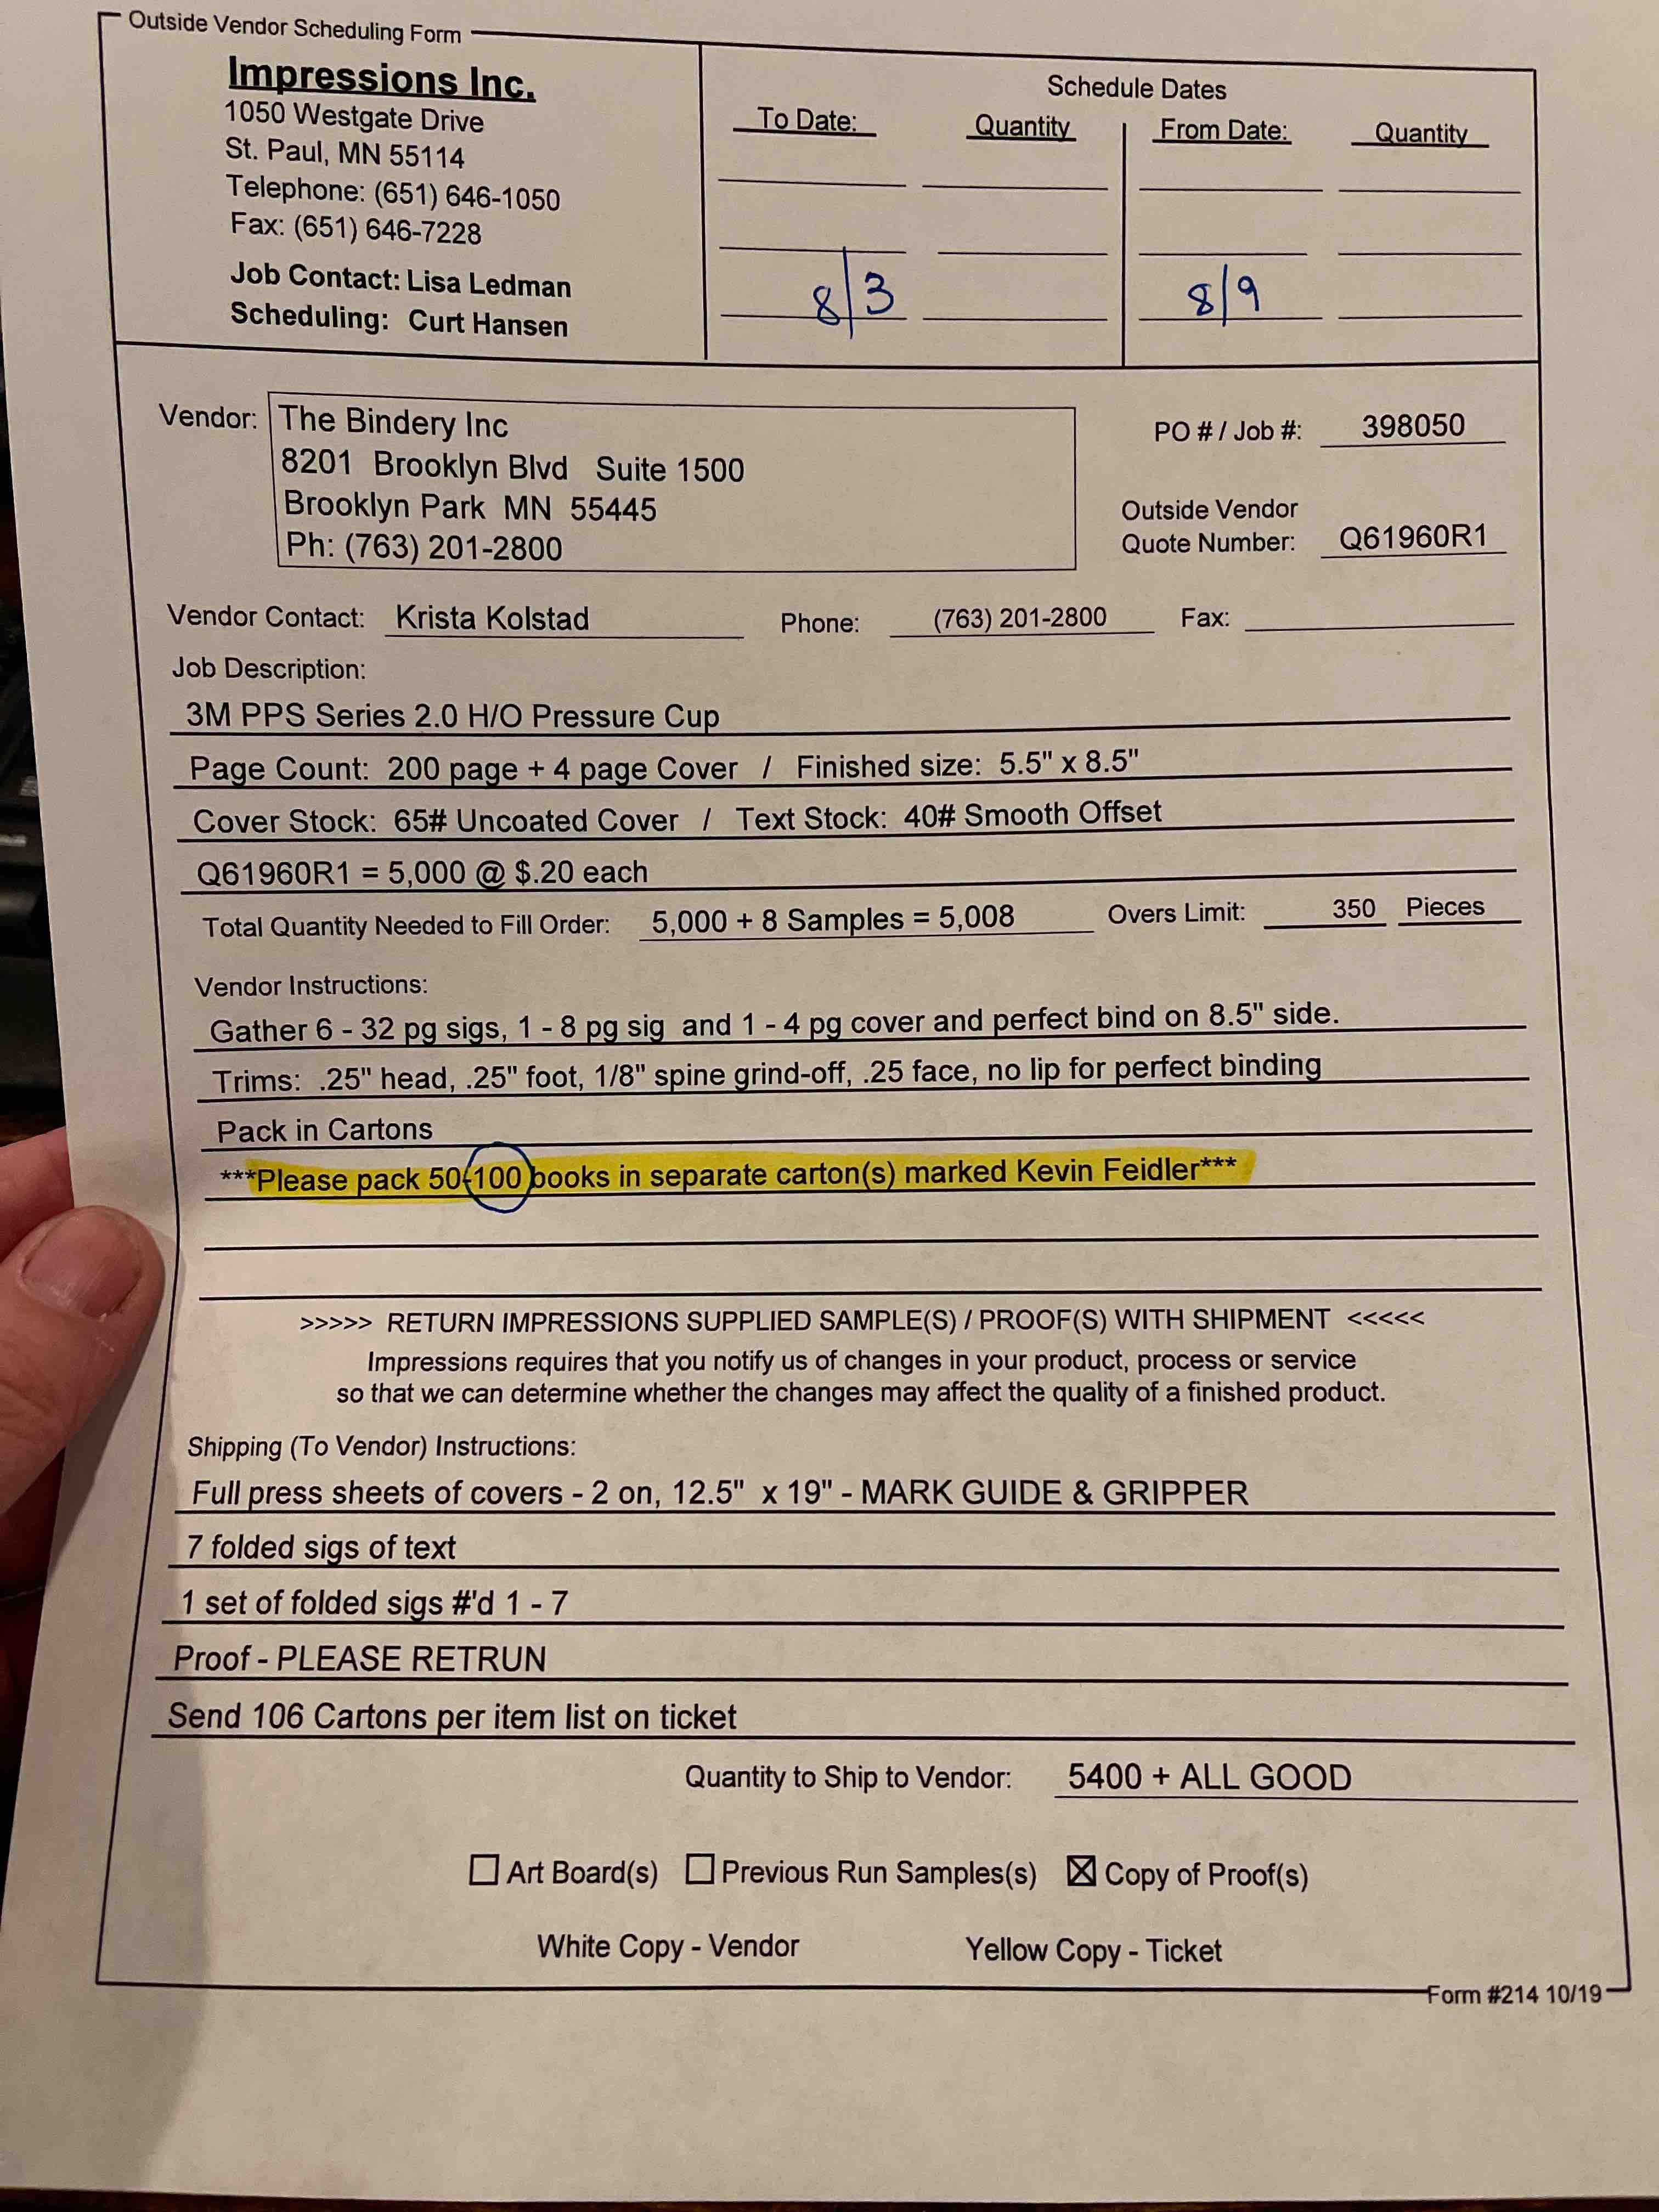 Outside Vendor Scheduling Form
Impressions Inc.
1050 Westgate Drive
St. Paul, MN 55114
Telephone: (651) 646-1050
Fax: (651) 646-7228
Job Contact: Lisa Ledman
Scheduling: Curt Hansen
Schedule Dates
To Date: Quantity From Date: Quantity
8/3 8/9
Vendor: The Bindery Inc
8201 Brooklyn Blvd Suite 1500
Brooklyn Park MN 55445
Ph: (763) 201-2800
PO # / Job #: 398050
Outside Vendor
Quote Number: Q61960R1
Vendor Contact: Krista Kolstad Phone: (763) 201-2800 Fax:
Job Description:
3M PPS Series 2.0 H/O Pressure Cup
Page Count: 200 page + 4 page Cover / Finished size: 5.5" x 8.5"
Cover Stock: 65# Uncoated Cover / Text Stock: 40# Smooth Offset
Q61960R1 = 5,000 @ $.20 each
Total Quantity Needed to Fill Order: 5,000 + 8 Samples = 5,008 Overs Limit: 350 Pieces
Vendor Instructions:
Gather 6 - 32 pg sigs, 1 - 8 pg sig and 1 - 4 pg cover and perfect bind on 8.5" side.
Trims: .25" head, .25" foot, 1/8" spine grind-off, .25 face, no lip for perfect binding
Pack in Cartons
***Please pack 50-100 books in separate carton(s) marked Kevin Feidler***
>>>>> RETURN IMPRESSIONS SUPPLIED SAMPLE(S) / PROOF(S) WITH SHIPMENT <<<<<
Impressions requires that you notify us of changes in your product, process or service
so that we can determine whether the changes may affect the quality of a finished product.
Shipping (To Vendor) Instructions:
Full press sheets of covers - 2 on, 12.5" x 19" - MARK GUIDE & GRIPPER
7 folded sigs of text
1 set of folded sigs #'d 1 - 7
Proof - PLEASE RETRUN
Send 106 Cartons per item list on ticket
Quantity to Ship to Vendor: 5400 + ALL GOOD
☐ Art Board(s) ☐ Previous Run Samples(s) ☒ Copy of Proof(s)
White Copy - Vendor Yellow Copy - Ticket
Form #214 10/19